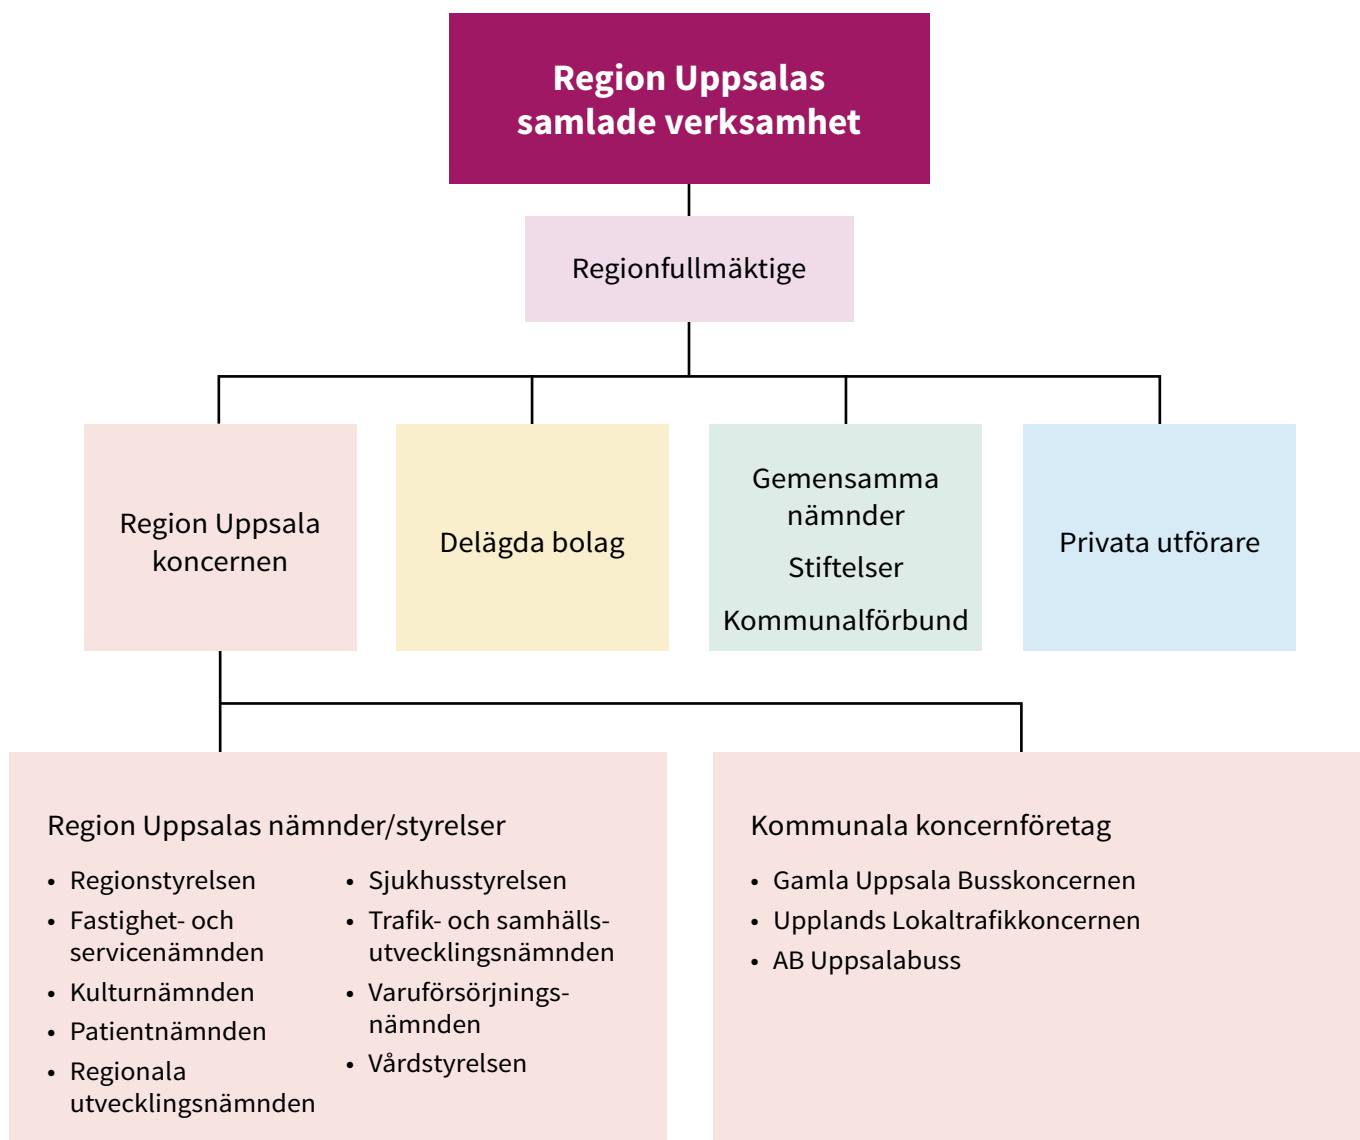 Region Uppsalas
samlade verksamhet
Regionfullmäktige
Region Uppsala
koncernen
Delägda bolag
Gemensamma
nämnder
Stiftelser
Kommunalförbund
Privata utförare
Region Uppsalas nämnder/styrelser
• Regionstyrelsen
• Fastighet- och
servicenämnden
• Kulturnämnden
• Patientnämnden
• Regionala
utvecklingsnämnden
• Sjukhusstyrelsen
• Trafik- och samhälls-
utvecklingsnämnden
• Varuförsörjnings-
nämnden
• Vårdstyrelsen
Kommunala koncernföretag
• Gamla Uppsala Busskoncernen
• Upplands Lokaltrafikkoncernen
• AB Uppsalabuss